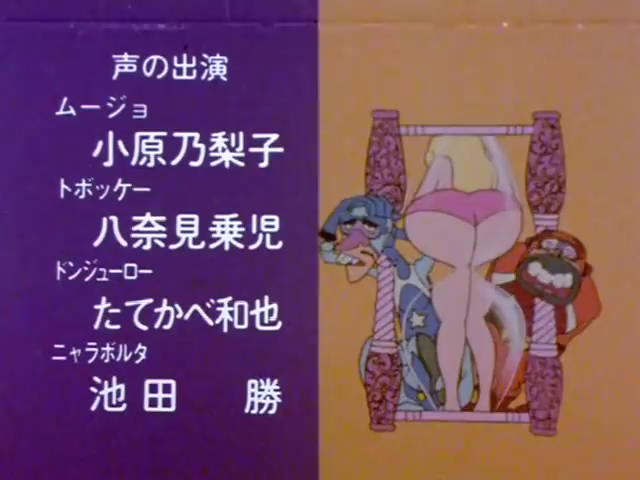 声の出演
ムージョ
小原乃梨子
トボッケー
八奈見乗児
ドンジューロー
たてかべ和也
ニャラボルタ
池田 勝